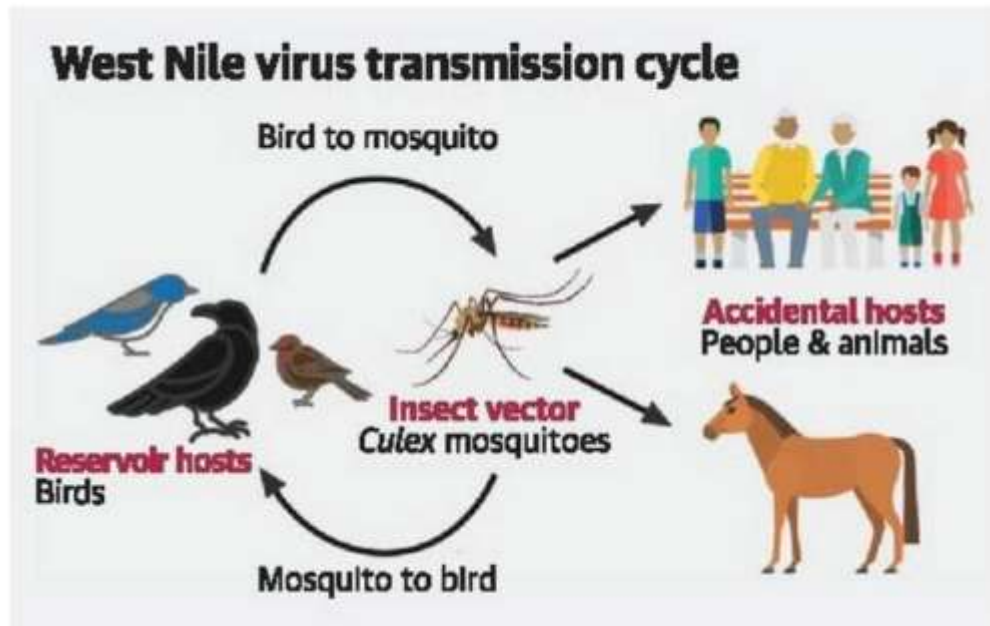 West Nile virus transmission cycle
Bird to mosquito
Accidental hosts
People & animals
Insect vector
Culex mosquitoes
Reservoir hosts
Birds
Mosquito to bird